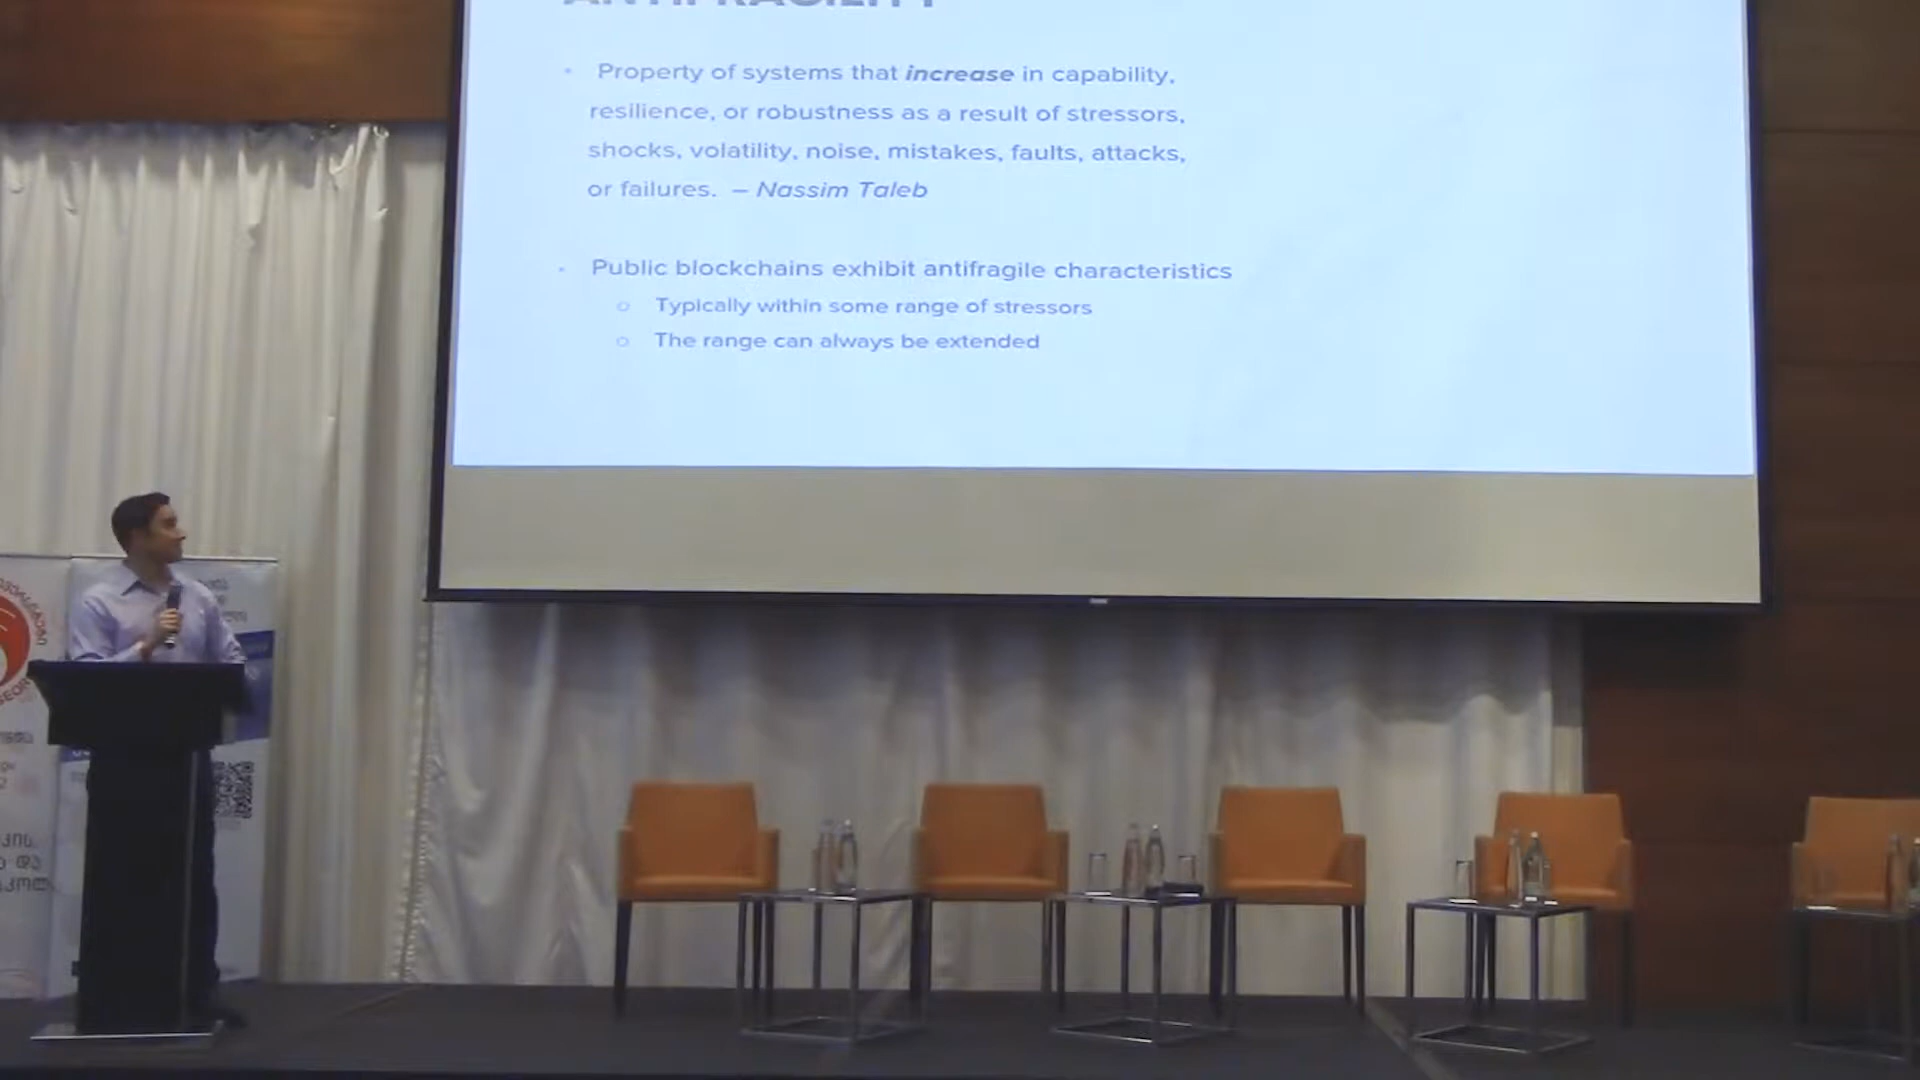 ANTIFRAGILITY
• Property of systems that increase in capability,
resilience, or robustness as a result of stressors,
shocks, volatility, noise, mistakes, faults, attacks,
or failures. – Nassim Taleb
• Public blockchains exhibit antifragile characteristics
○ Typically within some range of stressors
○ The range can always be extended